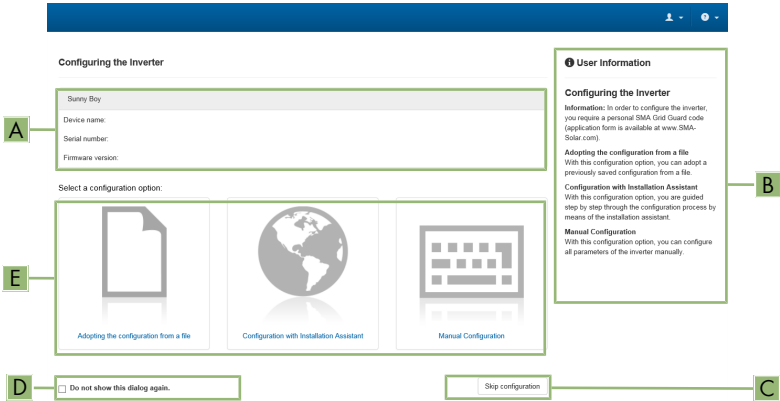 Configuring the Inverter
Sunny Boy
Device name:
Serial number:
Firmware version:
A
Select a configuration option:
E
Adopting the configuration from a file
Configuration with Installation Assistant
Manual Configuration
D
Do not show this dialog again.
Skip configuration
C
User Information
Configuring the Inverter
Information: In order to configure the inverter,
you require a personal SMA Grid Guard code
(application form is available at www.SMA-
Solar.com).
Adopting the configuration from a file
With this configuration option, you can adopt a
previously saved configuration from a file.
Configuration with Installation Assistant
With this configuration option, you are guided
step by step through the configuration process by
means of the installation assistant.
Manual Configuration
With this configuration option, you can configure
all parameters of the inverter manually.
B